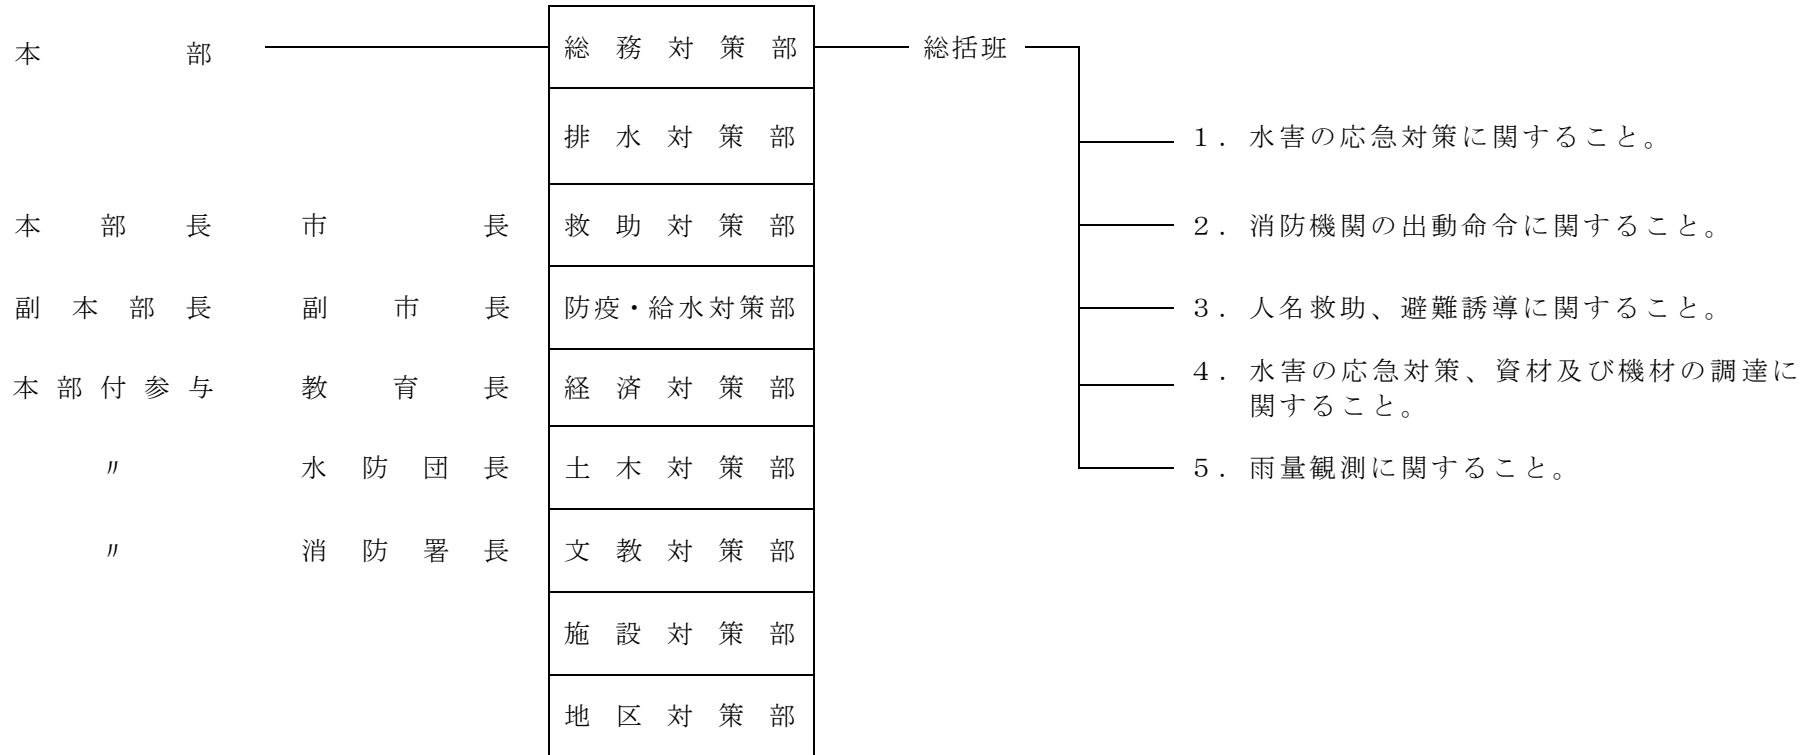 本部 総務対策部 総括班
排水対策部 1．水害の応急対策に関すること。
本部長 市長 救助対策部 2．消防機関の出動命令に関すること。
副本部長 副市長 防疫・給水対策部 3．人名救助、避難誘導に関すること。
本部付参与 教育長 経済対策部 4．水害の応急対策、資材及び機材の調達に
関すること。
〃 水防団長 土木対策部 5．雨量観測に関すること。
〃 消防署長 文教対策部
施設対策部
地区対策部